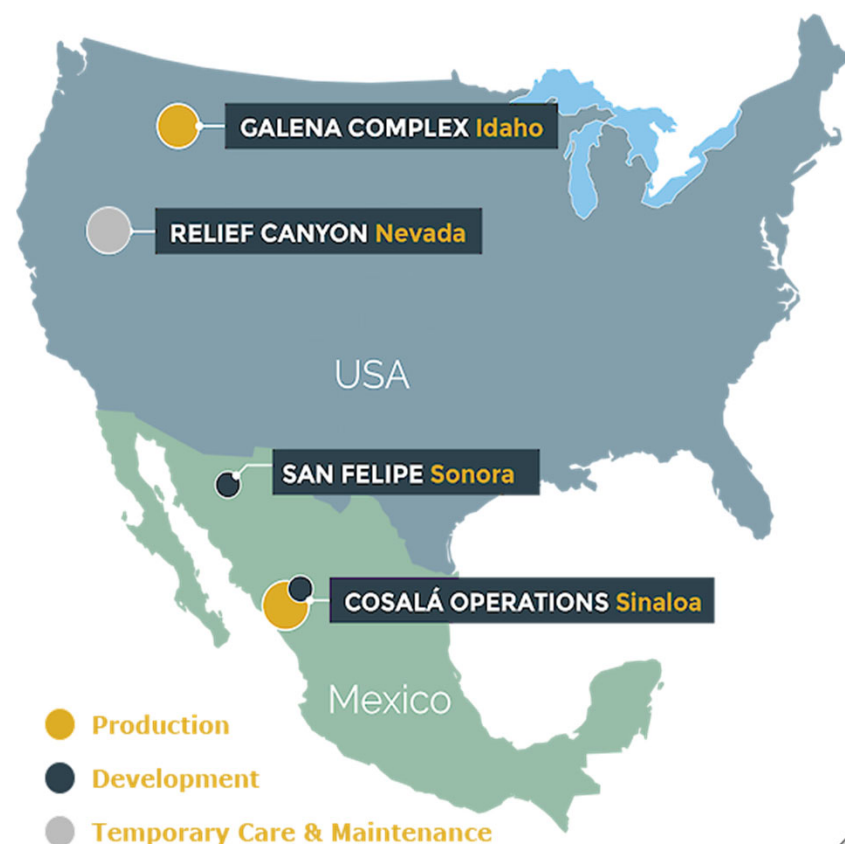 GALENA COMPLEX Idaho
RELIEF CANYON Nevada
USA
SAN FELIPE Sonora
COSALÁ OPERATIONS Sinaloa
Mexico
Production
Development
Temporary Care & Maintenance